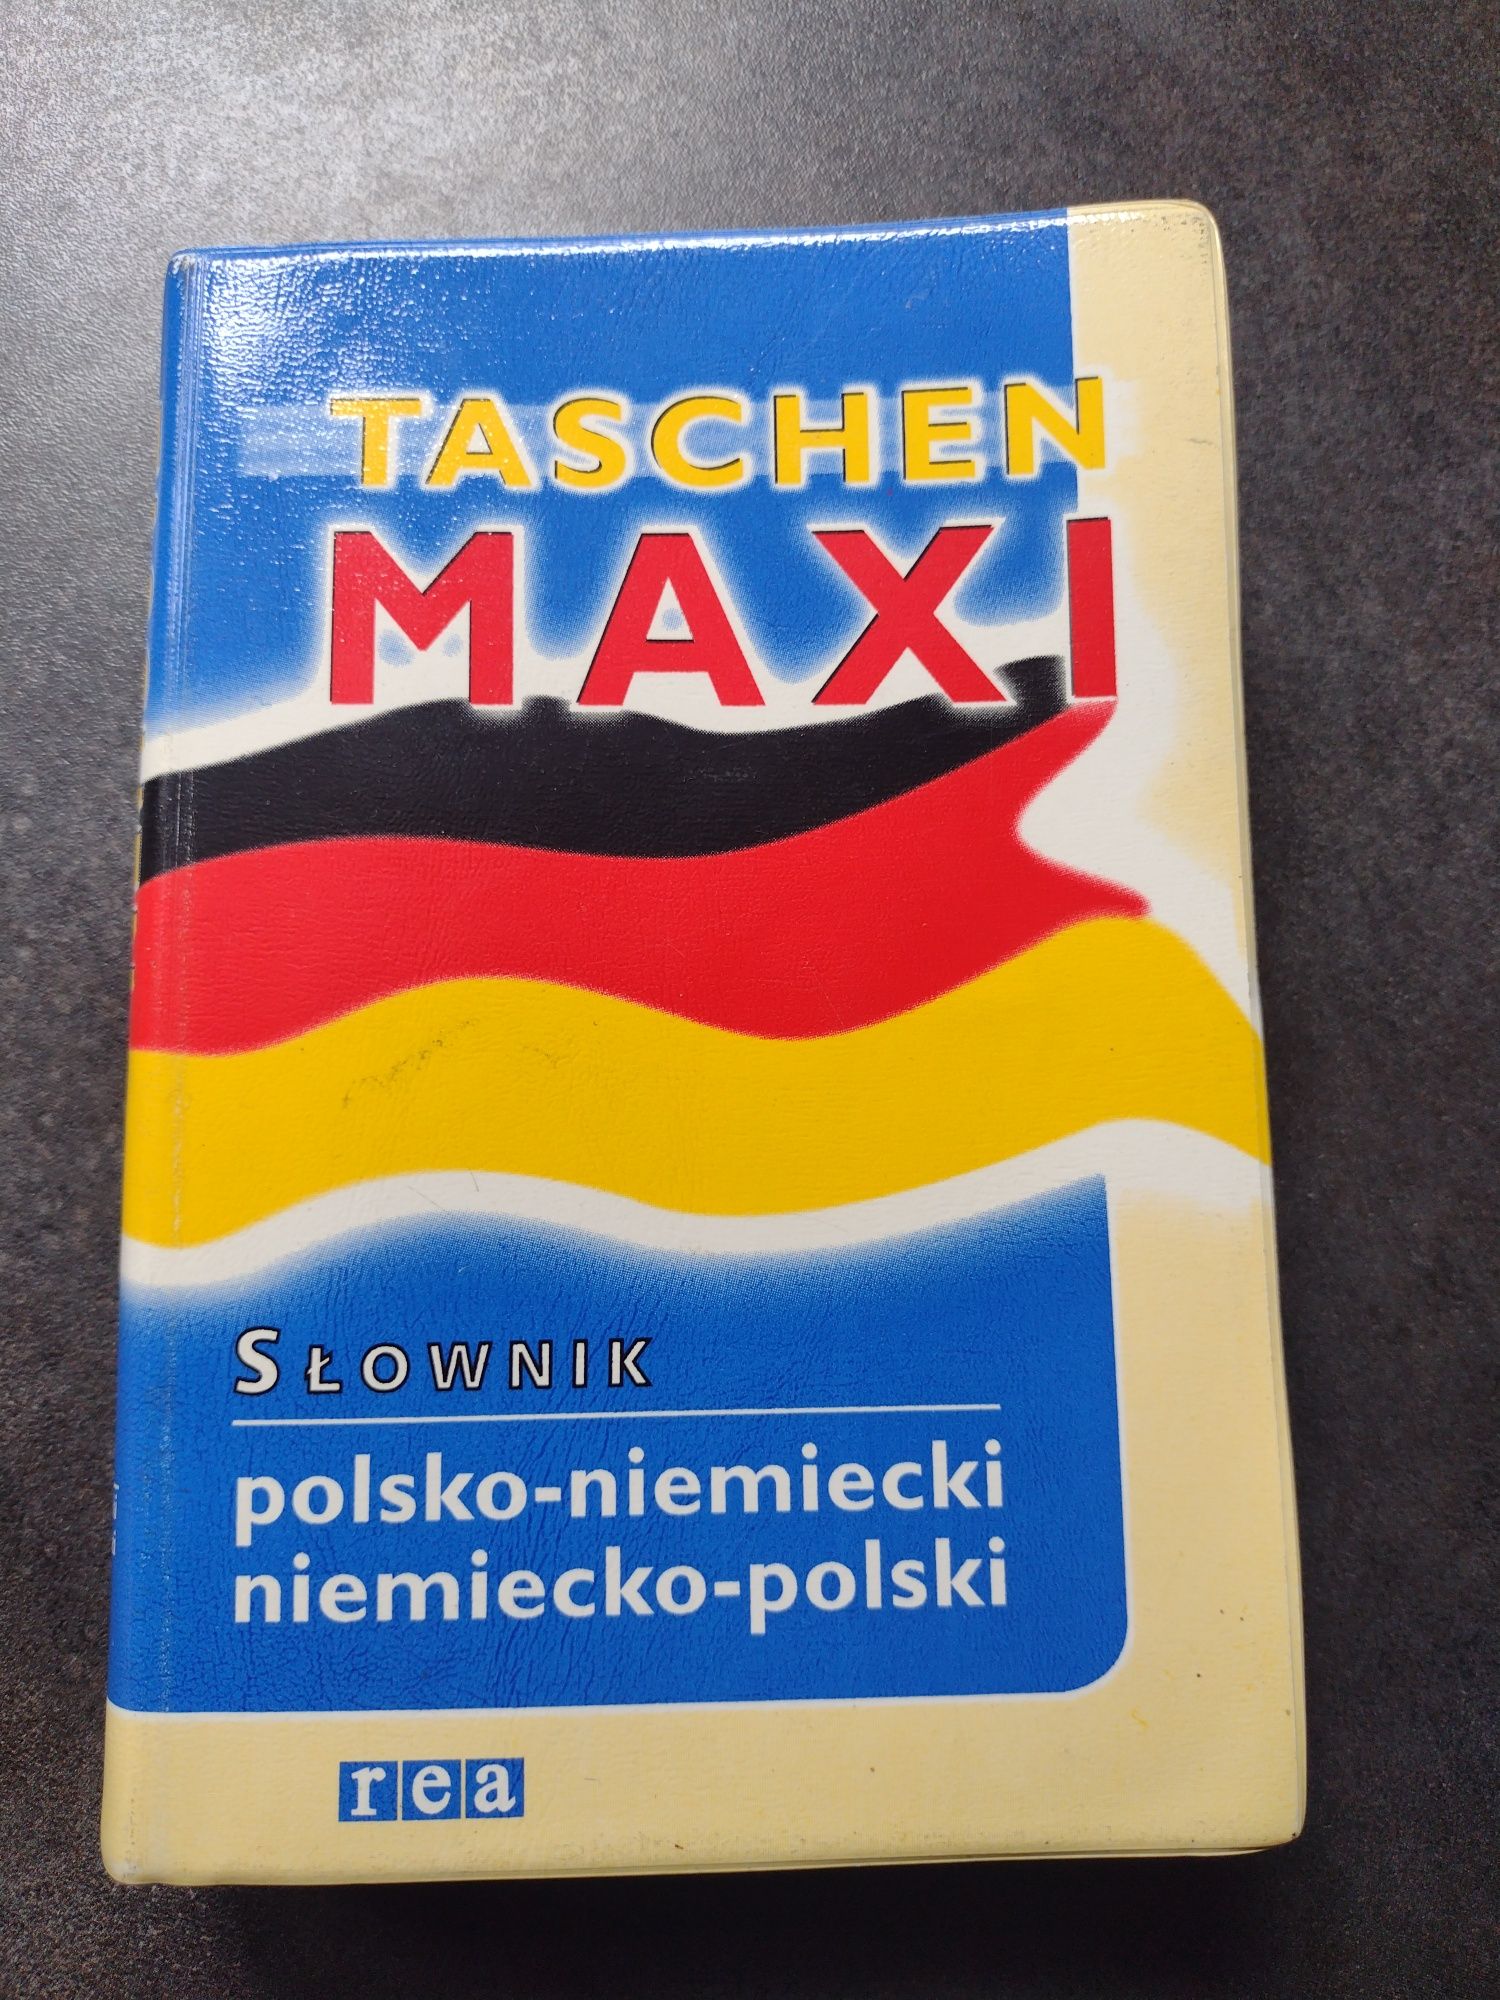 TASCHEN
MAXI
SŁOWNIK
polsko-niemiecki
niemiecko-polski
rea